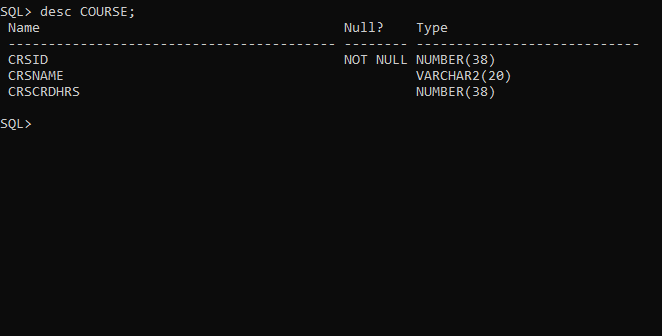 SQL> desc COURSE;
 Name                                      Null?    Type
 ----------------------------------------- -------- ----------------------------
 CRSID                                     NOT NULL NUMBER(38)
 CRSNAME                                            VARCHAR2(20)
 CRSCRDHRS                                          NUMBER(38)

SQL>